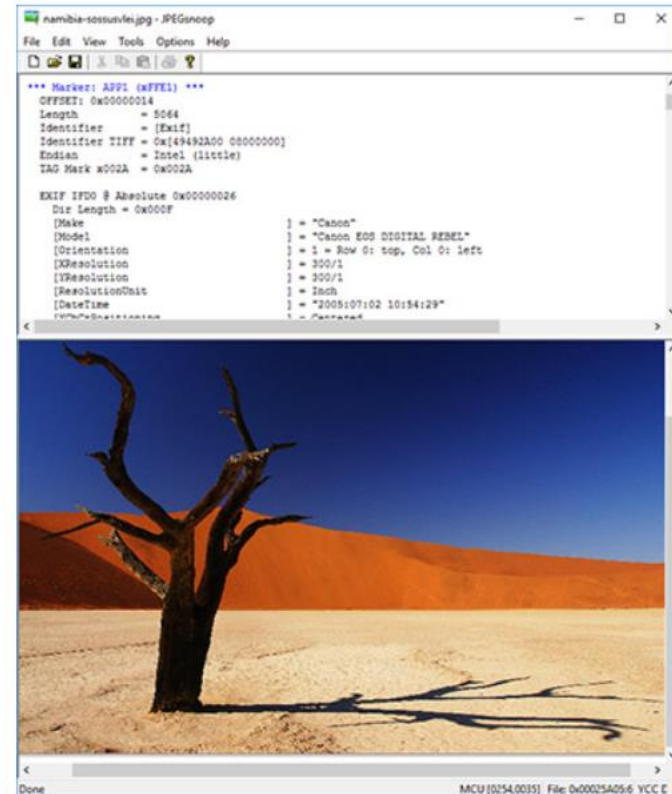 namibia-sossusvlei.jpg - JPEGsnoop
File Edit View Tools Options Help
*** Marker: APP1 (xFFE1) ***
OFFSET: 0x00000014
Length = 5064
Identifier = [Exif]
Identifier TIFF = 0x[49492A00 08000000]
Endian = Intel (little)
TAG Mark x002A = 0x002A
EXIF IFD0 @ Absolute 0x00000026
Dir Length = 0x000F
[Make ] = "Canon"
[Model ] = "Canon EOS DIGITAL REBEL"
[Orientation ] = 1 = Row 0: top, Col 0: left
[XResolution ] = 300/1
[YResolution ] = 300/1
[ResolutionUnit ] = Inch
[DateTime ] = "2005:07:02 10:54:29"
[YCbCrPositioning ] = Centered
Done MCU [0254,0035] File: 0x00025A05:6 YCC